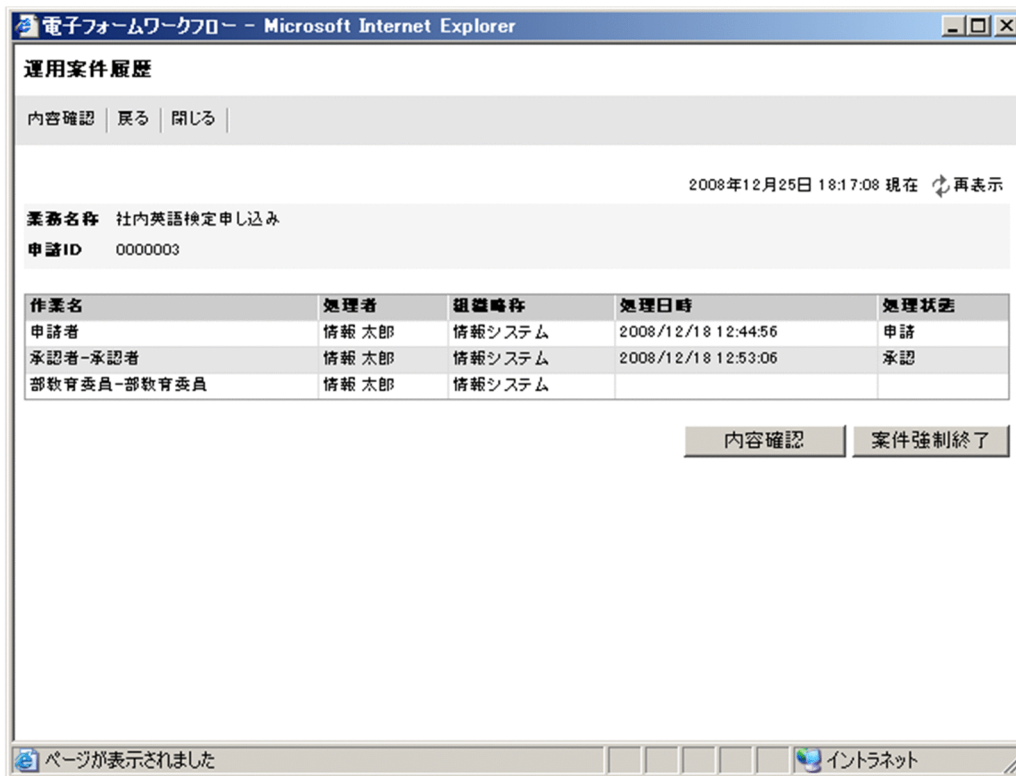 電子フォームワークフロー - Microsoft Internet Explorer
運用案件履歴
内容確認 戻る 閉じる
2008年12月25日 18:17:08 現在 再表示
業務名称 社内英語検定申し込み
申請ID 0000003
作業名 処理者 組織略称 処理日時 処理状態
申請者 情報 太郎 情報システム 2008/12/18 12:44:56 申請
承認者-承認者 情報 太郎 情報システム 2008/12/18 12:53:06 承認
部教育委員-部教育委員 情報 太郎 情報システム
内容確認 案件強制終了
ページが表示されました イントラネット